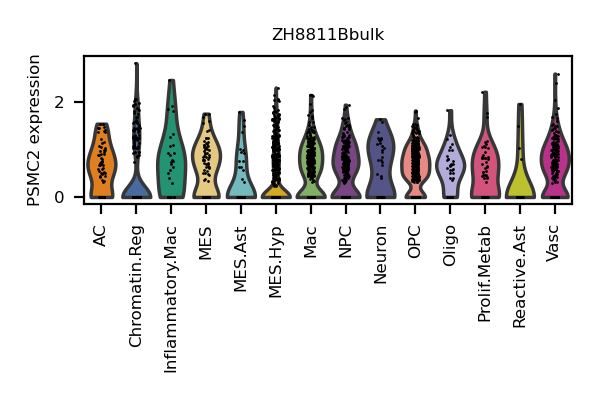 ZH8811Bbulk
PSMC2 expression
2
0
AC
Chromatin.Reg
Inflammatory.Mac
MES
MES.Ast
MES.Hyp
Mac
NPC
Neuron
OPC
Oligo
Prolif.Metab
Reactive.Ast
Vasc